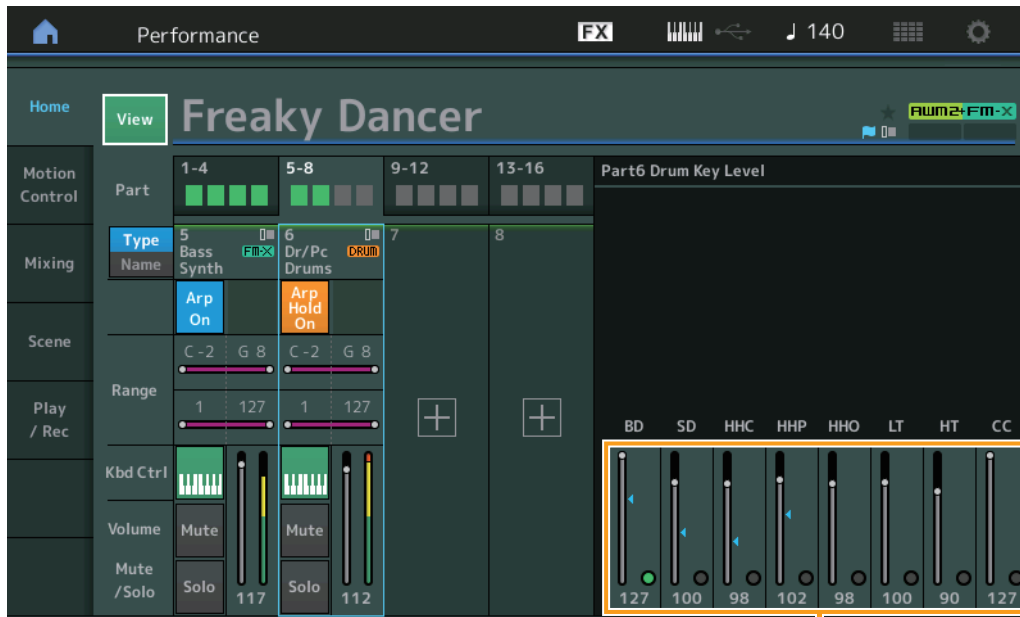 Performance
FX
140
Home
View
Freaky Dancer
AWM2+FM-X
Motion
Control
Part
1-4
5-8
9-12
13-16
Part6 Drum Key Level
Mixing
Type
Name
5
Bass
Synth
FM-X
6
Dr/Pc
Drums
DRUM
7
8
Arp
On
Arp
Hold
On
Scene
Range
C -2 G 8 C -2 G 8
1 127 1 127
Play
/ Rec
BD SD HHC HHP HHO LT HT CC
Kbd Ctrl
Volume
Mute
Mute
Mute
/Solo
Solo
117
Solo
112
127 100 98 102 98 100 90 127